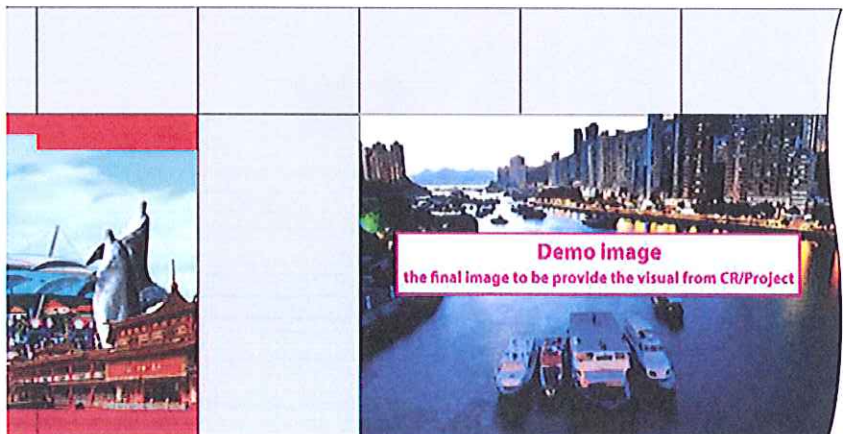 Demo image
the final image to be provide the visual from CR/Project